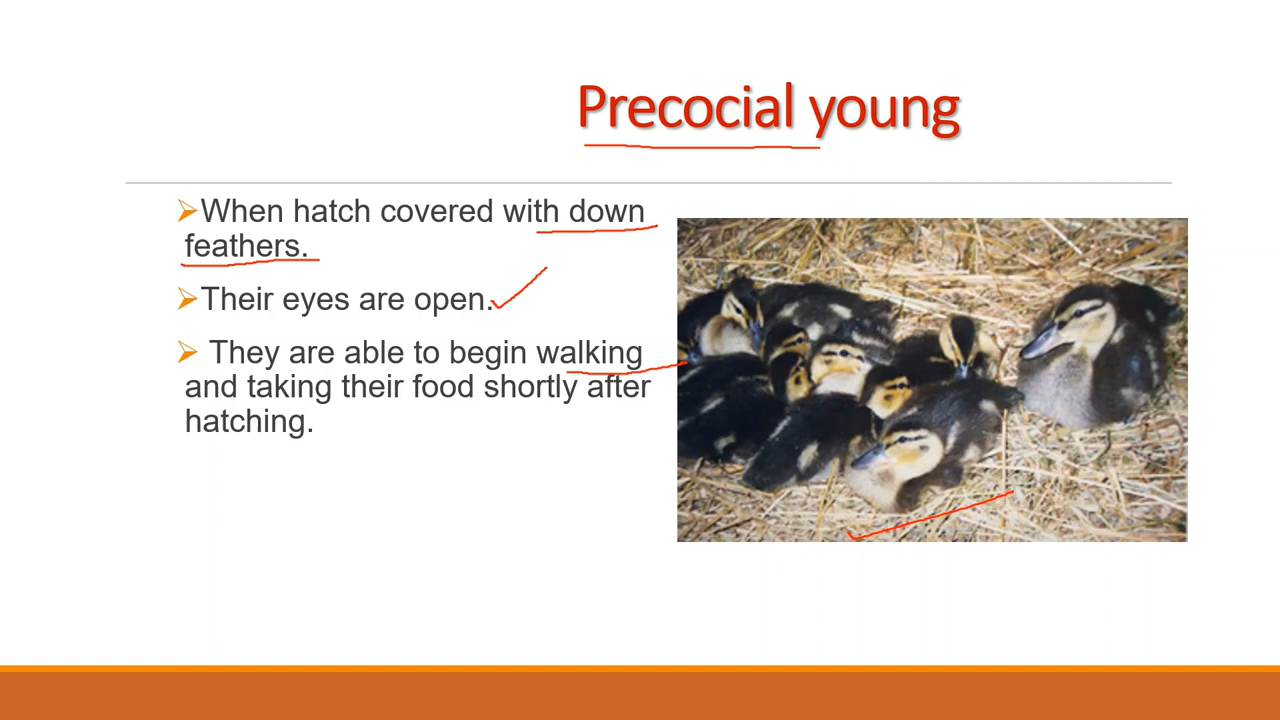 Precocial young
➢When hatch covered with down
feathers.
➢Their eyes are open.
➢ They are able to begin walking
and taking their food shortly after
hatching.